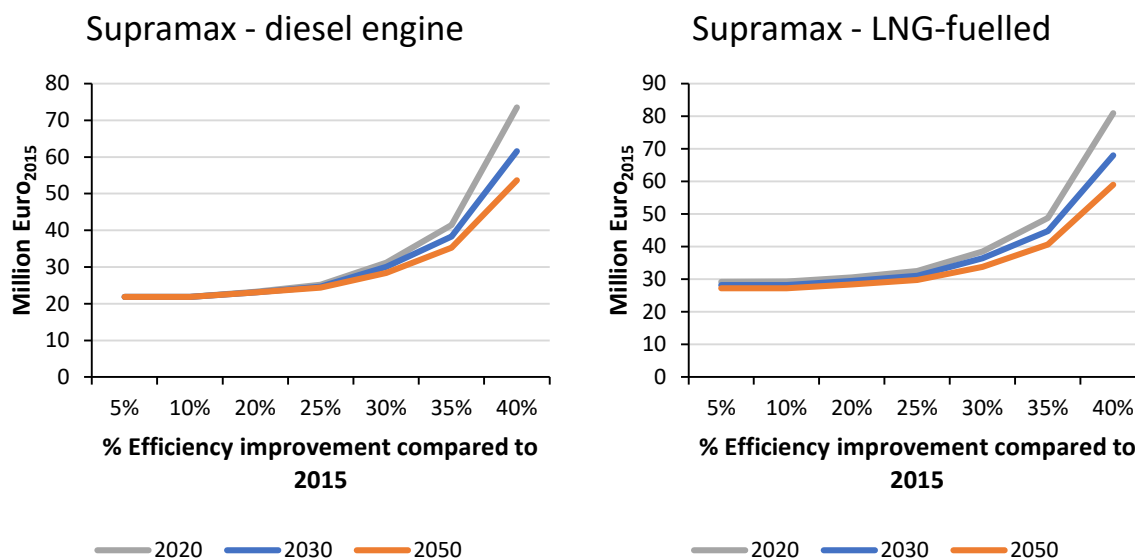 Supramax - diesel engine
80
70
60
50
40
30
20
10
0
Million Euro2015
5% 10% 20% 25% 30% 35% 40%
% Efficiency improvement compared to
2015
2020 2030 2050
Supramax - LNG-fuelled
90
80
70
60
50
40
30
20
10
0
Million Euro2015
5% 10% 20% 25% 30% 35% 40%
% Efficiency improvement compared to
2015
2020 2030 2050